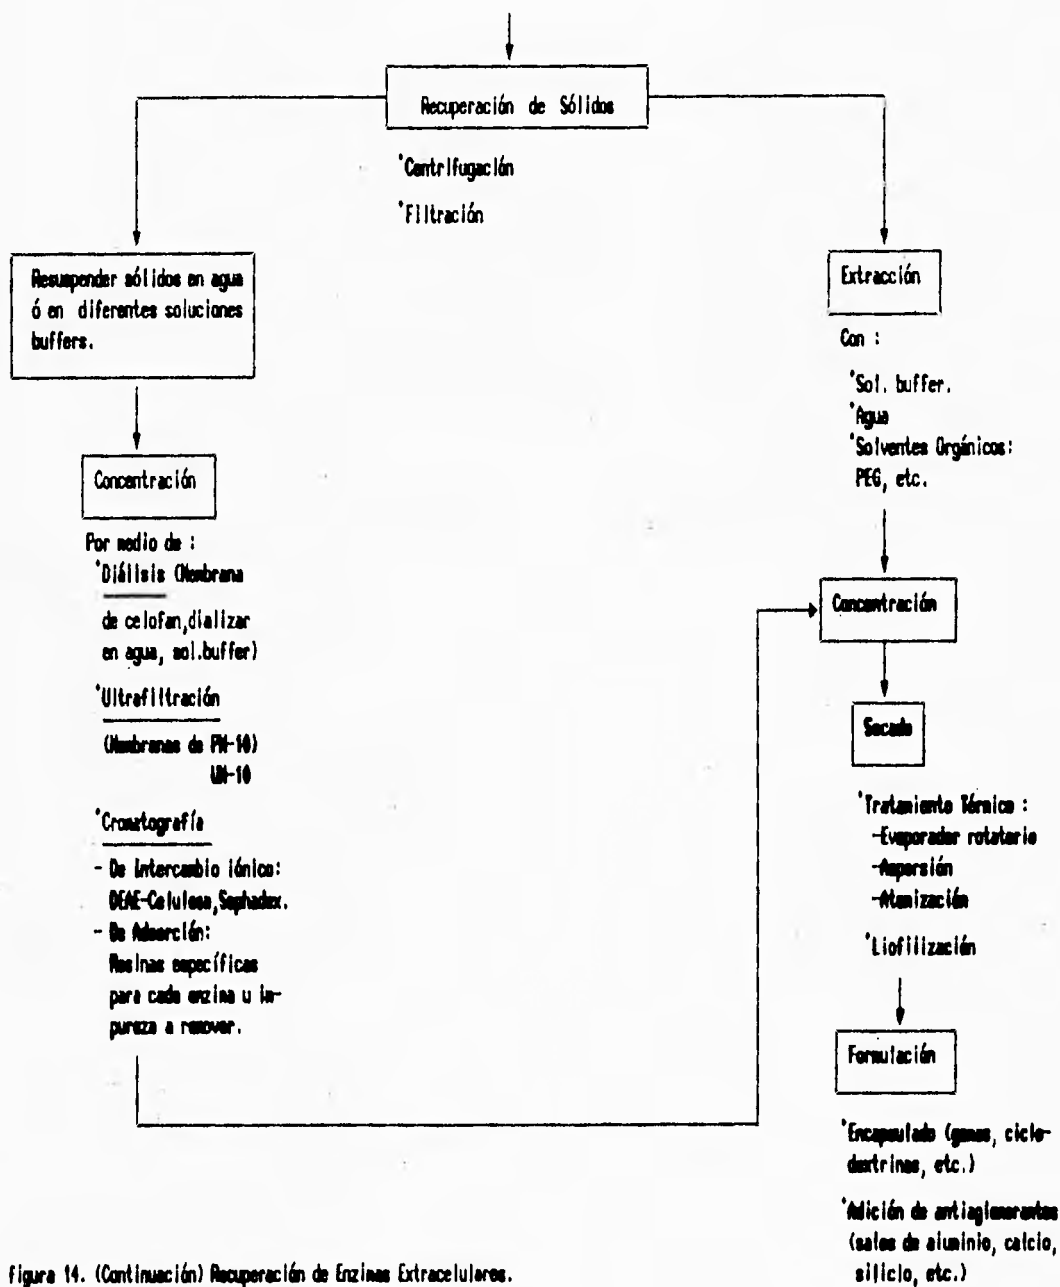 Recuperación de Sólidos
*Centrifugación
*Filtración
Resuspender sólidos en agua
ó en diferentes soluciones
buffers.
Concentración
Por medio de :
*Diálisis (Membrana
de celofan,dializar
en agua, sol.buffer)
*Ultrafiltración
(Membranas de PM-10)
UM-10
*Cromatografía
- De Intercambio iónico:
DEAE-Celulosa,Sephadex.
- De Adsorción:
Resinas específicas
para cada enzima u im-
pureza a remover.
Extracción
Con :
*Sol. buffer.
*Agua
*Solventes Orgánicos:
PEG, etc.
Concentración
Secado
*Tratamiento Térmico :
-Evaporador rotatorio
-Aspersión
-Atomización
*Liofilización
Formulación
*Encapsulado (gomas, ciclo-
dextrinas, etc.)
*Adición de antiaglomerantes
(sales de aluminio, calcio,
silicio, etc.)
figura 14. (Continuación) Recuperación de Enzimas Extracelulares.